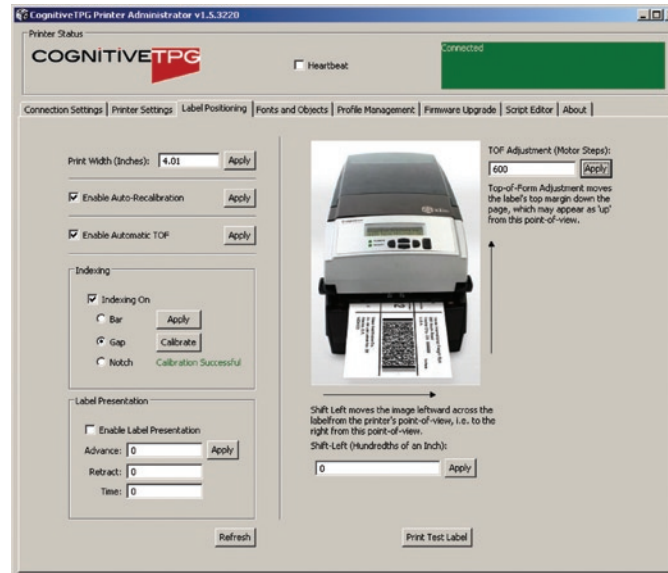 CognitiveTPG Printer Administrator v1.5.3220
Printer Status
COGNITIVETPG
Heartbeat
Connected
Connection Settings
Printer Settings
Label Positioning
Fonts and Objects
Profile Management
Firmware Upgrade
Script Editor
About
Print Width (Inches): 4.01 Apply
Enable Auto-Recalibration Apply
Enable Automatic TOF Apply
Indexing
Indexing On
Bar Apply
Gap Calibrate
Notch Calibration Successful
Label Presentation
Enable Label Presentation
Advance: 0 Apply
Retract: 0
Time: 0
Refresh
TOF Adjustment (Motor Steps):
600 Apply
Top-of-Form Adjustment moves
the label's top margin down the
page, which may appear as 'up'
from this point-of-view.
Shift Left moves the image leftward across the
labelfrom the printer's point-of-view, i.e. to the
right from this point-of-view.
Shift-Left (Hundredths of an Inch):
0 Apply
Print Test Label